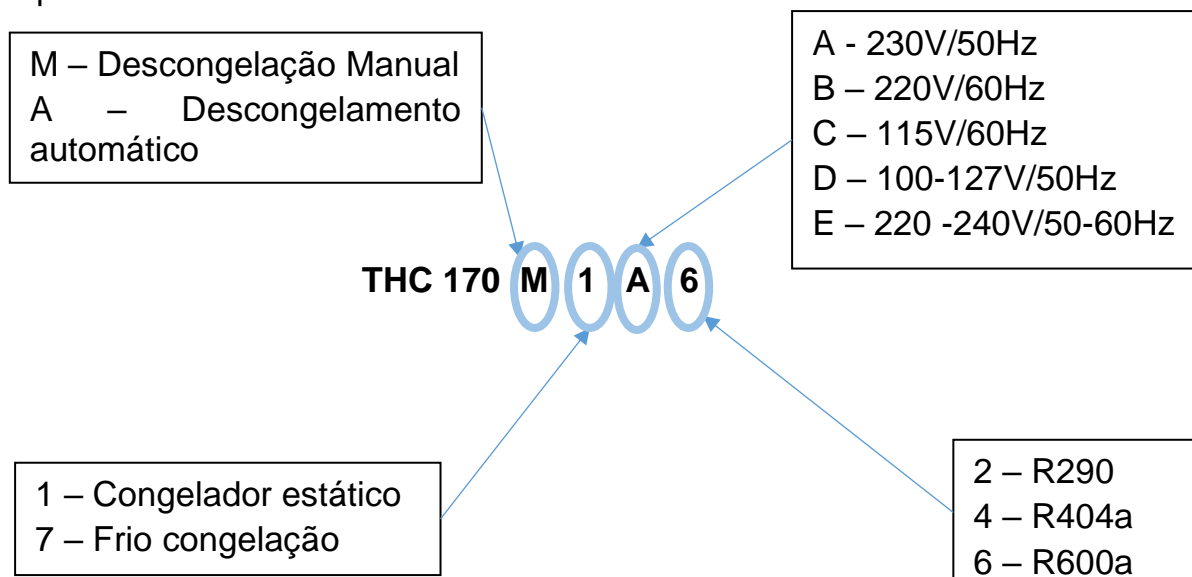 M – Descongelação Manual
A – Descongelamento
automático
A - 230V/50Hz
B – 220V/60Hz
C – 115V/60Hz
D – 100-127V/50Hz
E – 220 -240V/50-60Hz
THC 170 M 1 A 6
1 – Congelador estático
7 – Frio congelação
2 – R290
4 – R404a
6 – R600a